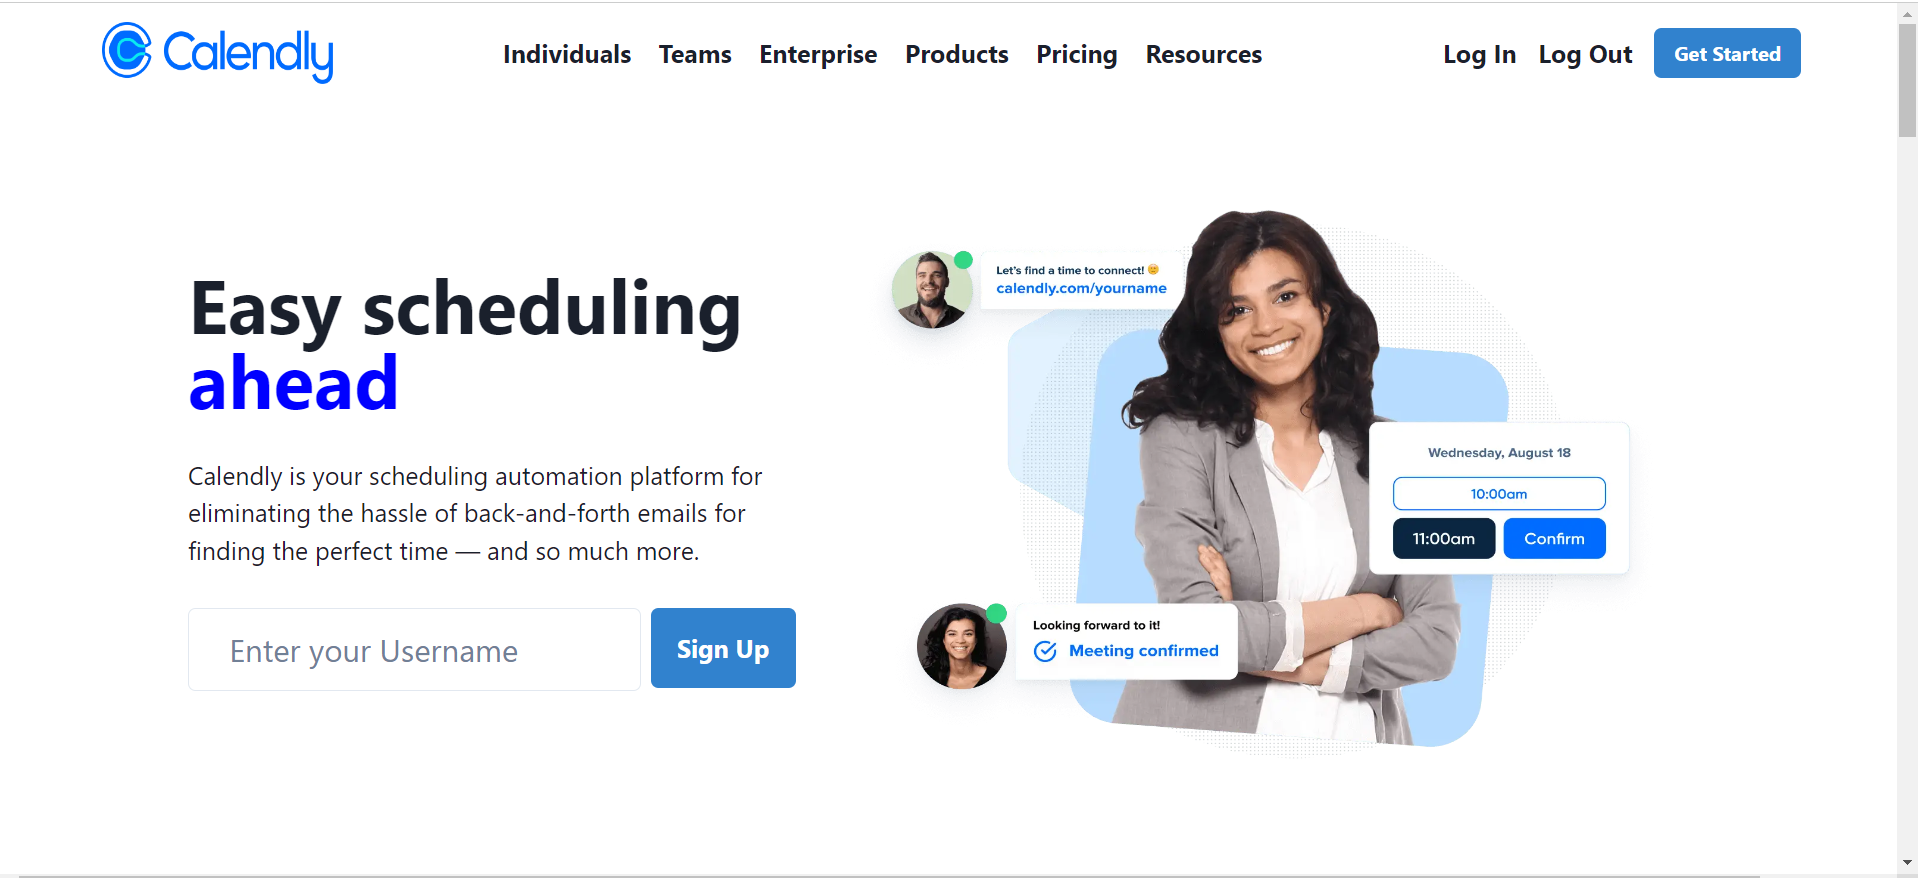 Calendly
Individuals Teams Enterprise Products Pricing Resources
Log In Log Out Get Started
Easy scheduling
ahead
Calendly is your scheduling automation platform for
eliminating the hassle of back-and-forth emails for
finding the perfect time — and so much more.
Enter your Username
Sign Up
Let's find a time to connect! 😊
calendly.com/yourname
Wednesday, August 18
10:00am
11:00am Confirm
Looking forward to it!
Meeting confirmed